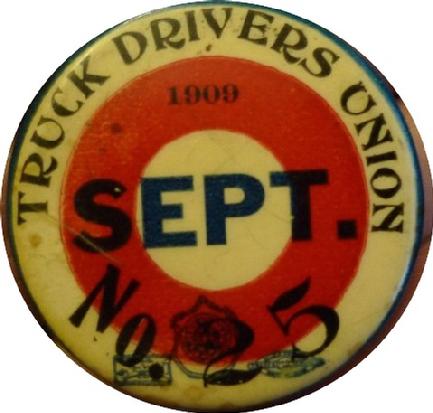 TRUCK DRIVERS UNION
1909
SEPT.
NO. 25